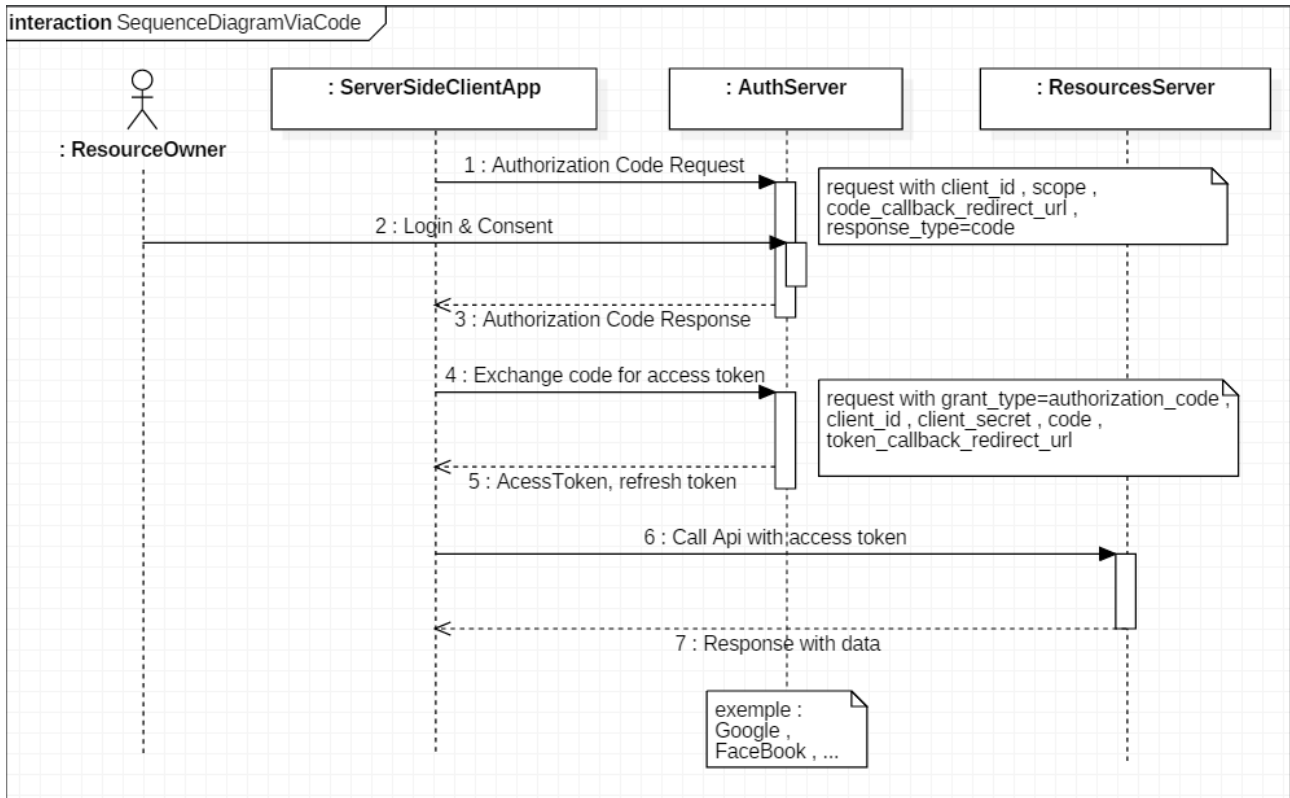 interaction SequenceDiagramViaCode
: ResourceOwner
: ServerSideClientApp
: AuthServer
: ResourcesServer
1 : Authorization Code Request
request with client_id , scope ,
code_callback_redirect_url ,
response_type=code
2 : Login & Consent
3 : Authorization Code Response
4 : Exchange code for access token
request with grant_type=authorization_code ,
client_id , client_secret , code ,
token_callback_redirect_url
5 : AcessToken, refresh token
6 : Call Api with access token
7 : Response with data
exemple :
Google ,
FaceBook , ...